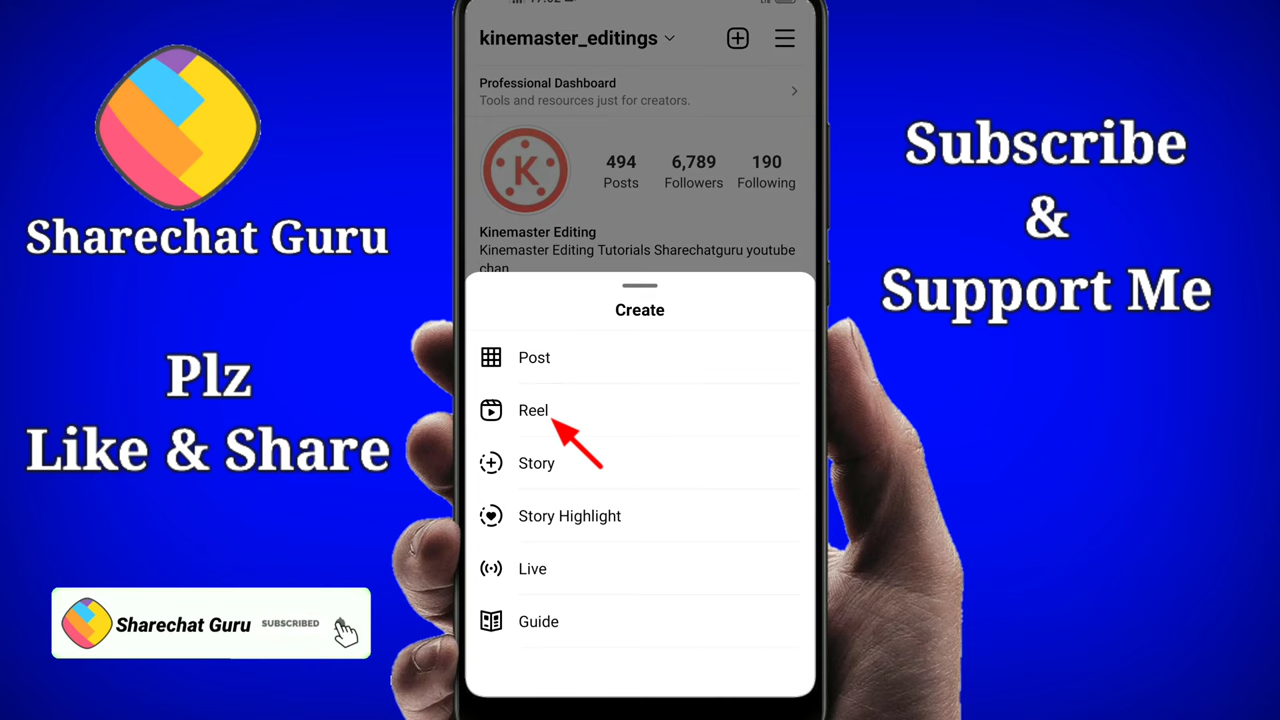 Sharechat Guru
Plz
Like & Share
Sharechat Guru SUBSCRIBED
kinemaster_editings
Professional Dashboard
Tools and resources just for creators.
K
494 6,789 190
Posts Followers Following
Kinemaster Editing
Kinemaster Editing Tutorials Sharechatguru youtube
chan
Create
Post
Reel
Story
Story Highlight
Live
Guide
Subscribe
&
Support Me